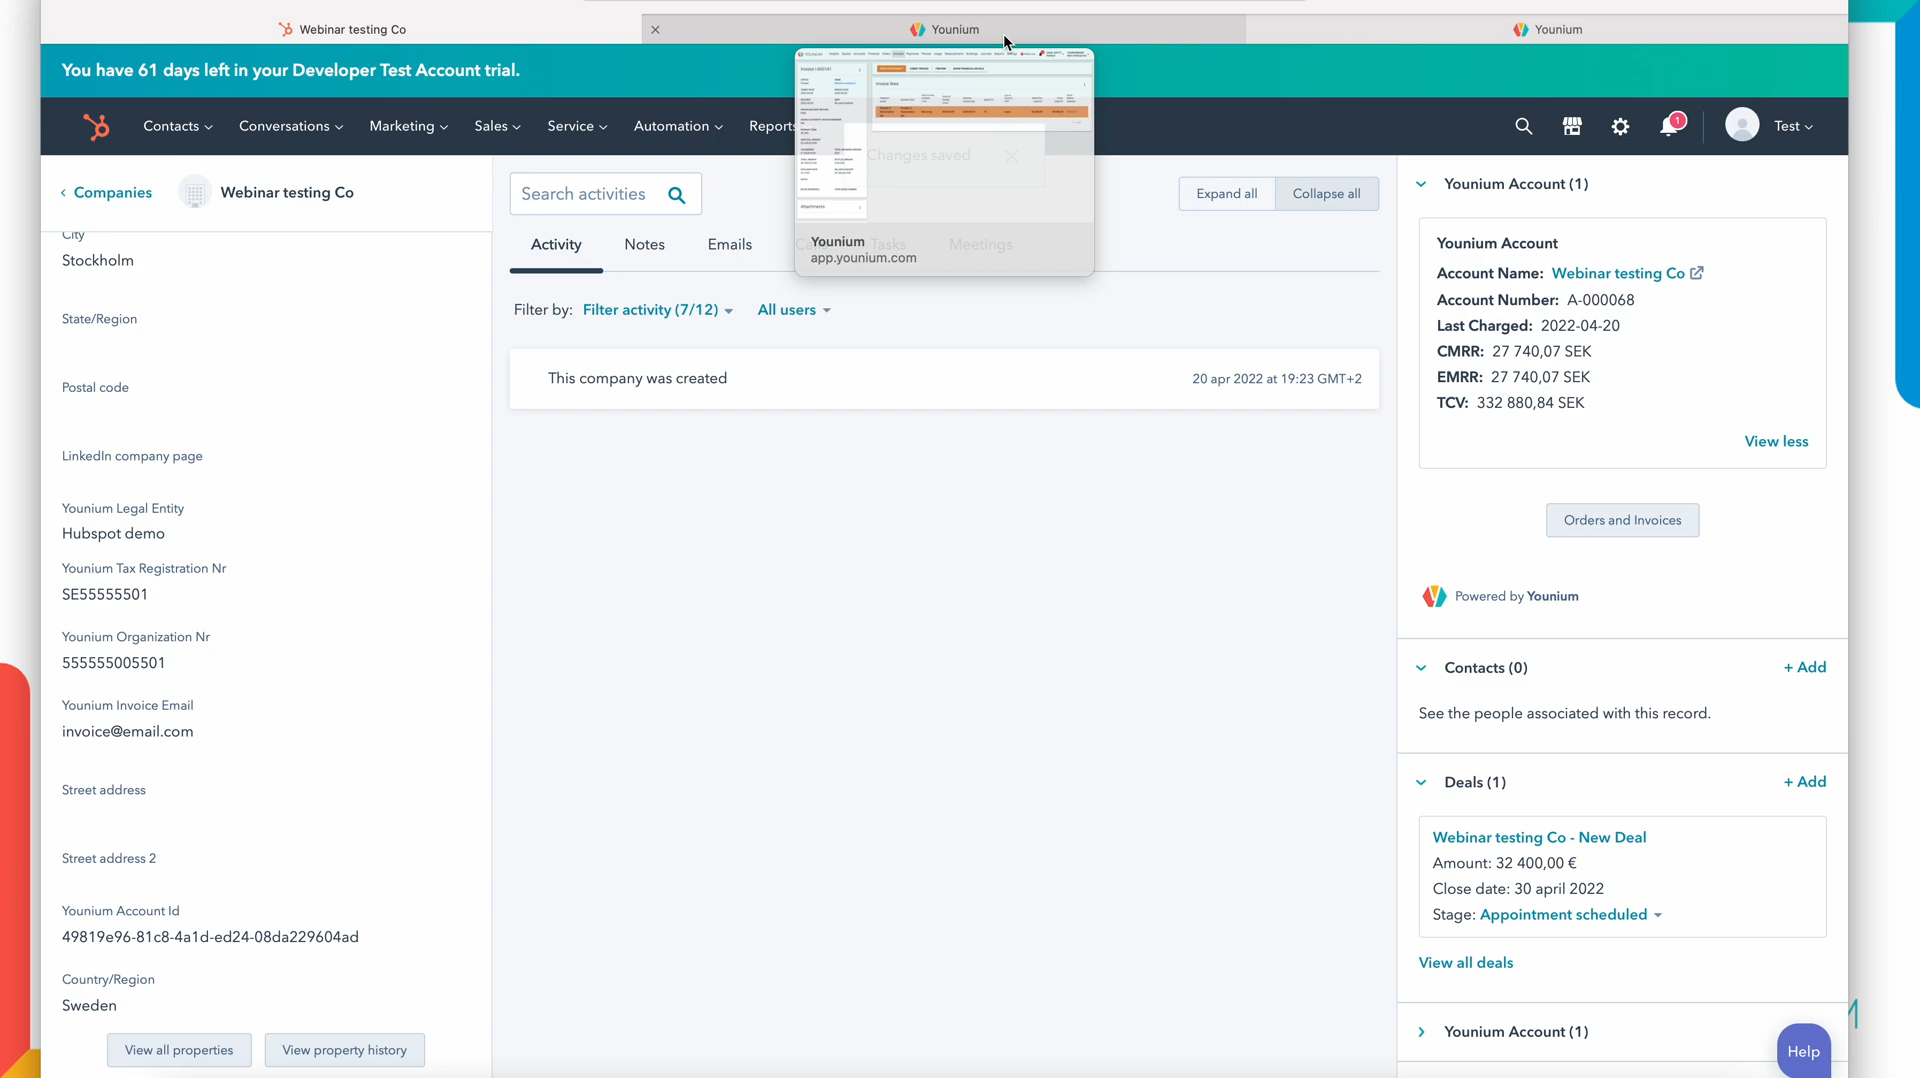 Webinar testing Co
Younium
Younium
You have 61 days left in your Developer Test Account trial.
Contacts
Conversations
Marketing
Sales
Service
Automation
Reports
1
Test
Companies
Webinar testing Co
City
Stockholm
State/Region
Postal code
LinkedIn company page
Younium Legal Entity
Hubspot demo
Younium Tax Registration Nr
SE55555501
Younium Organization Nr
555555005501
Younium Invoice Email
invoice@email.com
Street address
Street address 2
Younium Account Id
49819e96-81c8-4a1d-ed24-08da229604ad
Country/Region
Sweden
View all properties
View property history
Search activities
Expand all
Collapse all
Activity
Notes
Emails
Tasks
Meetings
Changes saved
Invoice lines
Attachments
Younium
app.younium.com
Filter by: Filter activity (7/12)
All users
This company was created
20 apr 2022 at 19:23 GMT+2
Younium Account (1)
Younium Account
Account Name: Webinar testing Co
Account Number: A-000068
Last Charged: 2022-04-20
CMRR: 27 740,07 SEK
EMRR: 27 740,07 SEK
TCV: 332 880,84 SEK
View less
Orders and Invoices
Powered by Younium
Contacts (0)
+ Add
See the people associated with this record.
Deals (1)
+ Add
Webinar testing Co - New Deal
Amount: 32 400,00 €
Close date: 30 april 2022
Stage: Appointment scheduled
View all deals
Younium Account (1)
Help